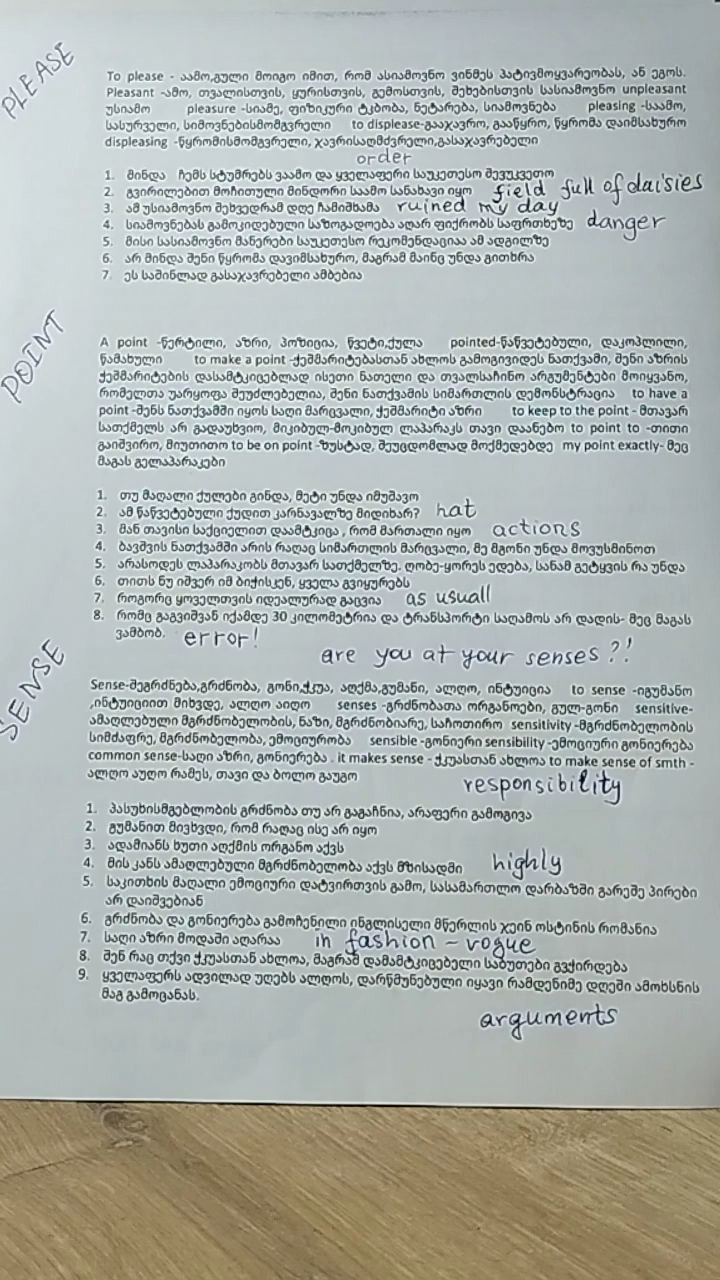 PLEASE
To please - აამო,გული მოიგო იმით, რომ ასიამოვნო ვინმეს პატივმოყვარეობას, ან ეგოს.
Pleasant -ამო, თვალისთვის, ყურისთვის, გემოსთვის, შეხებისთვის სასიამოვნო unpleasant
უსიამო pleasure -სიამე, ფიზიკური ტკბობა, ნეტარება, სიამოვნება pleasing -საამო,
სასურველი, სიმოვნებისმომგვრელი to displease-გააჯავრო, გააწყრო, წყრომა დაიმსახურო
displeasing -წყრომისმომგვრელი, ჯავრისაღმძვრელი,გასაჯავრებელი
order
1. მინდა ჩემს სტუმრებს ვაამო და ყველაფერი საუკეთესო შევუკვეთო
2. გვირილებით მოჩითული მინდორი საამო სანახავი იყო field full of daisies
3. ამ უსიამოვნო შეხვედრამ დღე ჩამიშხამა ruined my day
4. სიამოვნებას გამოკიდებული საზოგადოება აღარ ფიქრობს საფრთხეზე danger
5. მისი სასიამოვნო მანერები საუკეთესო რეკომენდაციაა ამ ადგილზე
6. არ მინდა შენი წყრომა დავიმსახურო, მაგრამ მაინც უნდა გითხრა
7. ეს საშინლად გასაჯავრებელი ამბებია
POINT
A point -წერტილი, აზრი, პოზიცია, წვეტი,ქულა pointed-წაწვეტებული, დაკოპლილი,
წამახული to make a point -ჭეშმარიტებასთან ახლოს გამოგივიდეს ნათქვამი, შენი აზრის
ჭეშმარიტების დასამტკიცებლად ისეთი ნათელი და თვალსაჩინო არგუმენტები მოიყვანო,
რომელთა უარყოფა შეუძლებელია, შენი ნათქვამის სიმართლის დემონსტრაცია to have a
point -შენს ნათქვამში იყოს საღი მარცვალი, ჭეშმარიტი აზრი to keep to the point - მთავარ
სათქმელს არ გადაუხვიო, მიკიბულ-მოკიბულ ლაპარაკს თავი დაანებო to point to -თითი
გაიშვირო, მიუთითო to be on point -ზუსტად, შეუცდომლად მოქმედებდე my point exactly- მეც
მაგას გელაპარაკები
1. თუ მაღალი ქულები გინდა, მეტი უნდა იმუშავო
2. ამ წაწვეტებული ქუდით კარნავალზე მიდიხარ? hat
3. მან თავისი საქციელით დაამტკიცა , რომ მართალი იყო actions
4. ბავშვის ნათქვამში არის რაღაც სიმართლის მარცვალი, მე მგონი უნდა მოვუსმინოთ
5. არასოდეს ლაპარაკობს მთავარ სათქმელზე. ღობე-ყორეს ედება, სანამ გეტყვის რა უნდა
6. თითს ნუ იშვერ იმ ბიჭისკენ, ყველა გვიყურებს
7. როგორც ყოველთვის იდეალურად გაცვია as usuall
8. რომც გაგვიშვან იქამდე 30 კილომეტრია და ტრანსპორტი საღამოს არ დადის- მეც მაგას
ვამბობ. error!
are you at your senses?!
SENSE
Sense-შეგრძნება,გრძნობა, გონი,ჭკუა, აღქმა,გუმანი, ალღო, ინტუიცია to sense -იგუმანო
,ინტუიციით მიხვდე, ალღო აიღო senses -გრძნობათა ორგანოები, გულ-გონი sensitive-
ამაღლებული მგრძნობელობის, ნაზი, მგრძნობიარე, საჩოთირო sensitivity -მგრძნობელობის
სიმძაფრე, მგრძნობელობა, ემოციურობა sensible -გონიერი sensibility -ემოციური გონიერება
common sense-საღი აზრი, გონიერება . it makes sense - ჭკუასთან ახლოა to make sense of smth -
ალღო აუღო რამეს, თავი და ბოლო გაუგო
responsibility
1. პასუხისმგებლობის გრძნობა თუ არ გაგაჩნია, არაფერი გამოგივა
2. გუმანით მივხვდი, რომ რაღაც ისე არ იყო
3. ადამიანს ხუთი აღქმის ორგანო აქვს
4. მის კანს ამაღლებული მგრძნობელობა აქვს მზისადმი highly
5. საკითხის მაღალი ემოციური დატვირთვის გამო, სასამართლო დარბაზში გარეშე პირები
არ დაიშვებიან
6. გრძნობა და გონიერება გამოჩენილი ინგლისელი მწერლის ჯეინ ოსტინის რომანია
7. საღი აზრი მოდაში აღარაა in fashion - vogue
8. შენ რაც თქვი ჭკუასთან ახლოა, მაგრამ დამამტკიცებელი საბუთები გვჭირდება
9. ყველაფერს ადვილად უღებს ალღოს, დარწმუნებული იყავი რამდენიმე დღეში ამოხსნის
მაგ გამოცანას.
arguments